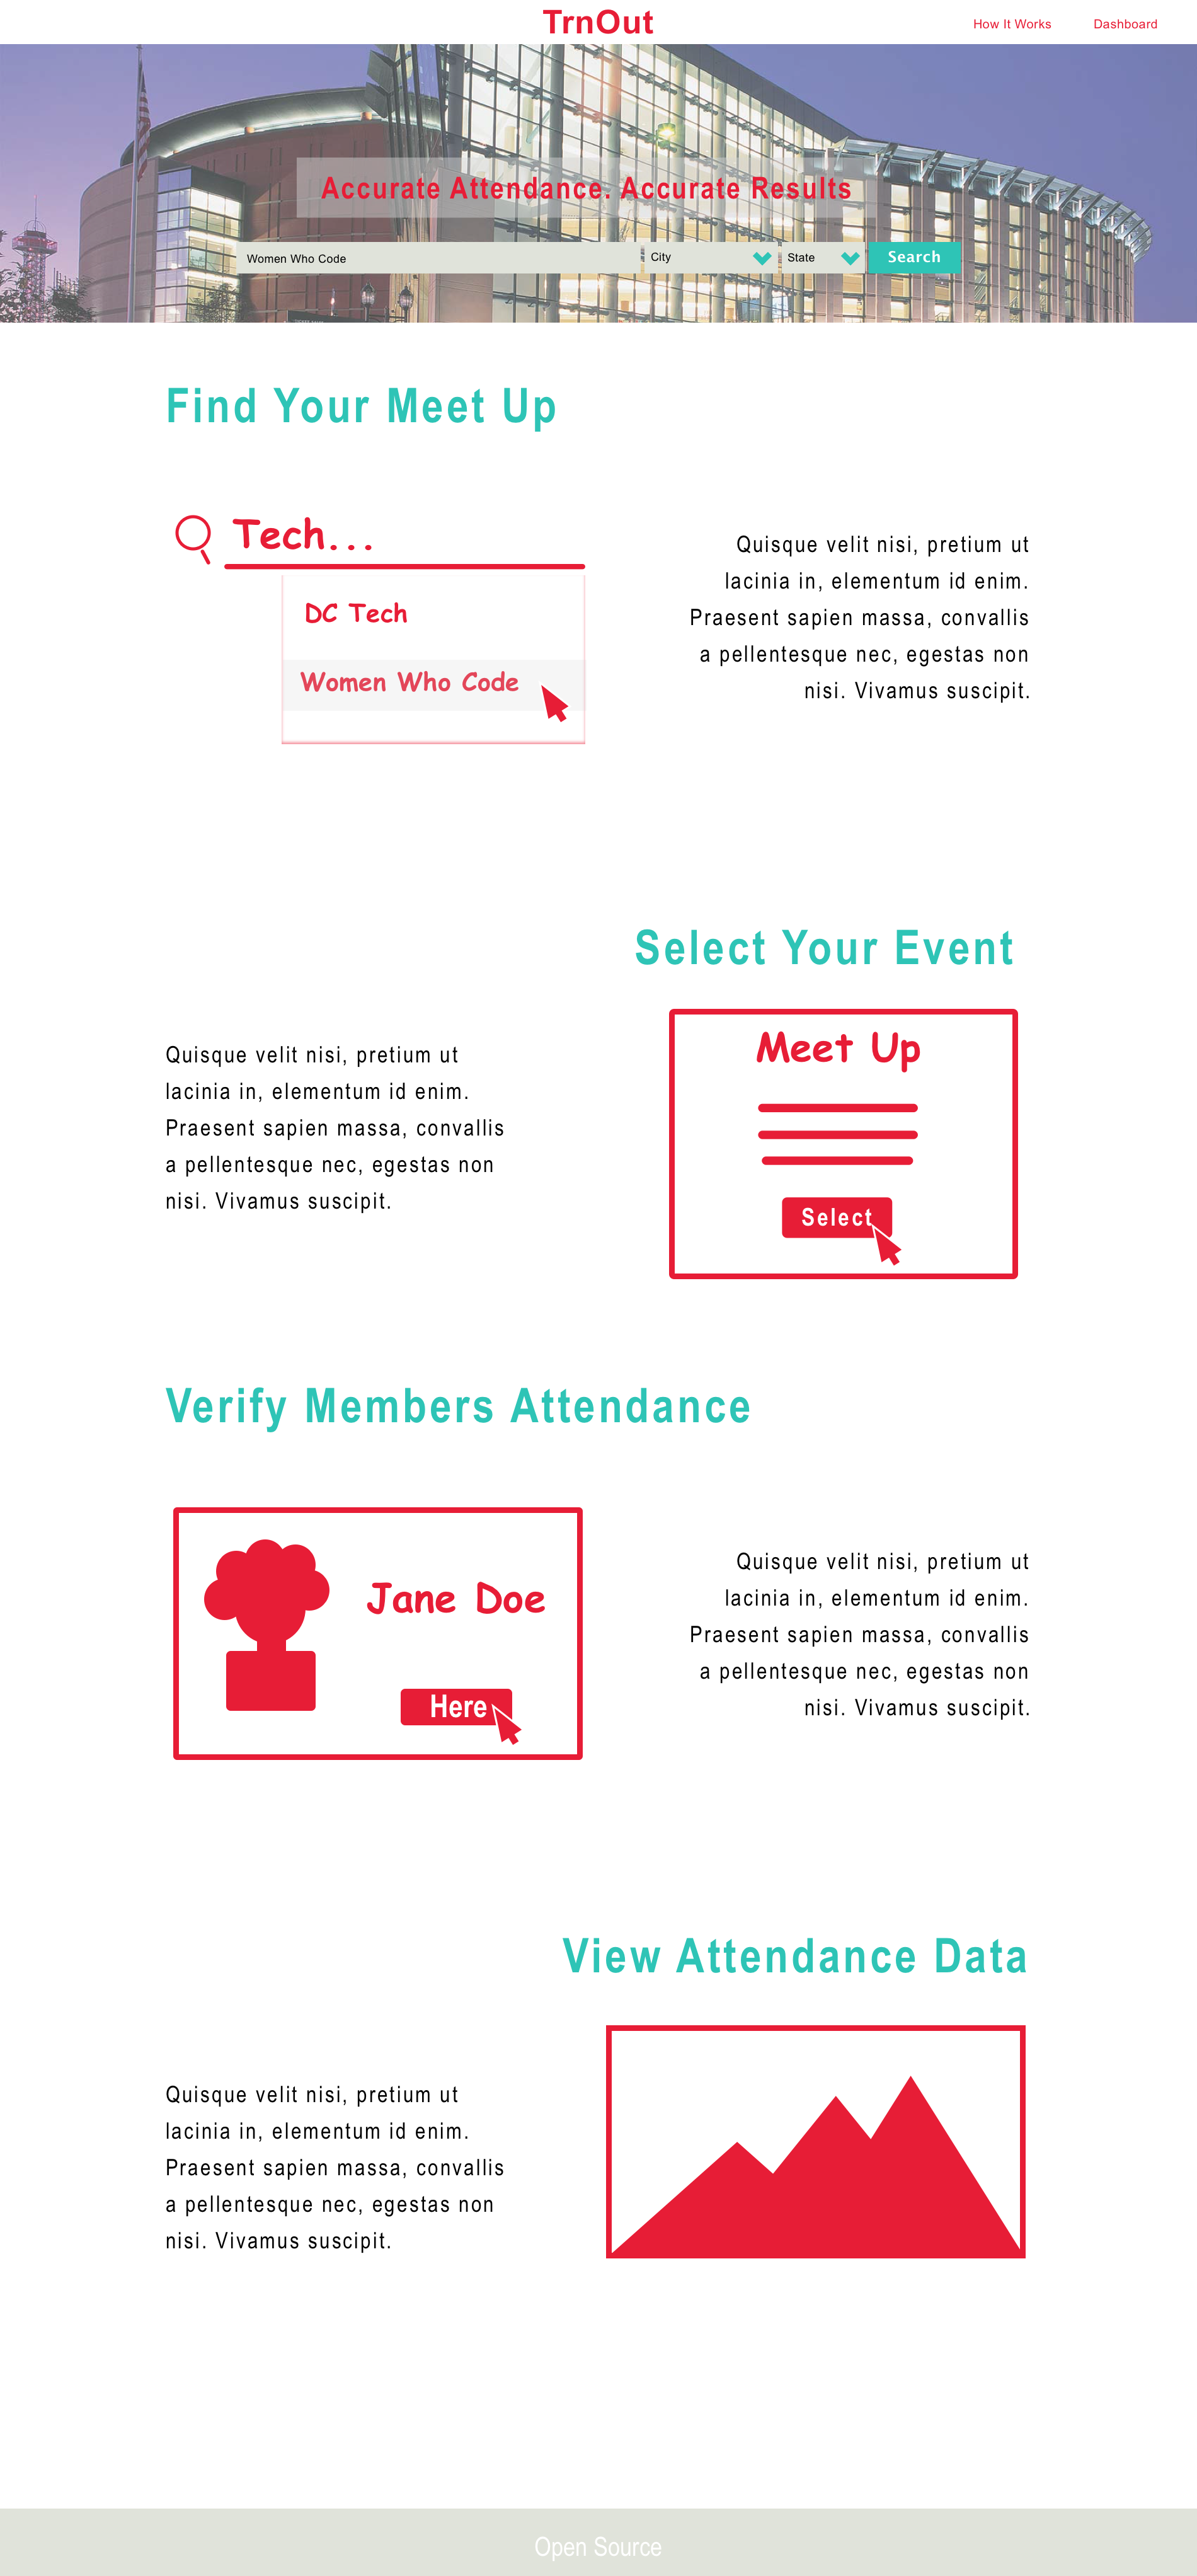 TrnOut
How It Works
Dashboard
Accurate Attendance. Accurate Results
Women Who Code
City
State
Search
Find Your Meet Up
Tech...
DC Tech
Women Who Code
Quisque velit nisi, pretium ut
lacinia in, elementum id enim.
Praesent sapien massa, convallis
a pellentesque nec, egestas non
nisi. Vivamus suscipit.
Select Your Event
Quisque velit nisi, pretium ut
lacinia in, elementum id enim.
Praesent sapien massa, convallis
a pellentesque nec, egestas non
nisi. Vivamus suscipit.
Meet Up
Select
Verify Members Attendance
Jane Doe
Here
Quisque velit nisi, pretium ut
lacinia in, elementum id enim.
Praesent sapien massa, convallis
a pellentesque nec, egestas non
nisi. Vivamus suscipit.
View Attendance Data
Quisque velit nisi, pretium ut
lacinia in, elementum id enim.
Praesent sapien massa, convallis
a pellentesque nec, egestas non
nisi. Vivamus suscipit.
Open Source